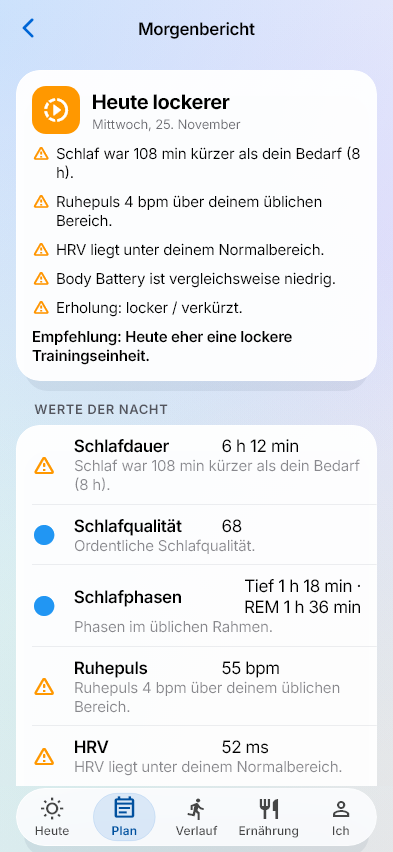 Morgenbericht
Heute lockerer
Mittwoch, 25. November
Schlaf war 108 min kürzer als dein Bedarf (8
h).
Ruhepuls 4 bpm über deinem üblichen
Bereich.
HRV liegt unter deinem Normalbereich.
Body Battery ist vergleichsweise niedrig.
Erholung: locker / verkürzt.
Empfehlung: Heute eher eine lockere
Trainingseinheit.
WERTE DER NACHT
Schlafdauer 6 h 12 min
Schlaf war 108 min kürzer als dein Bedarf
(8 h).
Schlafqualität 68
Ordentliche Schlafqualität.
Schlafphasen Tief 1 h 18 min ·
REM 1 h 36 min
Phasen im üblichen Rahmen.
Ruhepuls 55 bpm
Ruhepuls 4 bpm über deinem üblichen
Bereich.
HRV 52 ms
HRV liegt unter deinem Normalbereich.
Heute Plan Verlauf Ernährung Ich